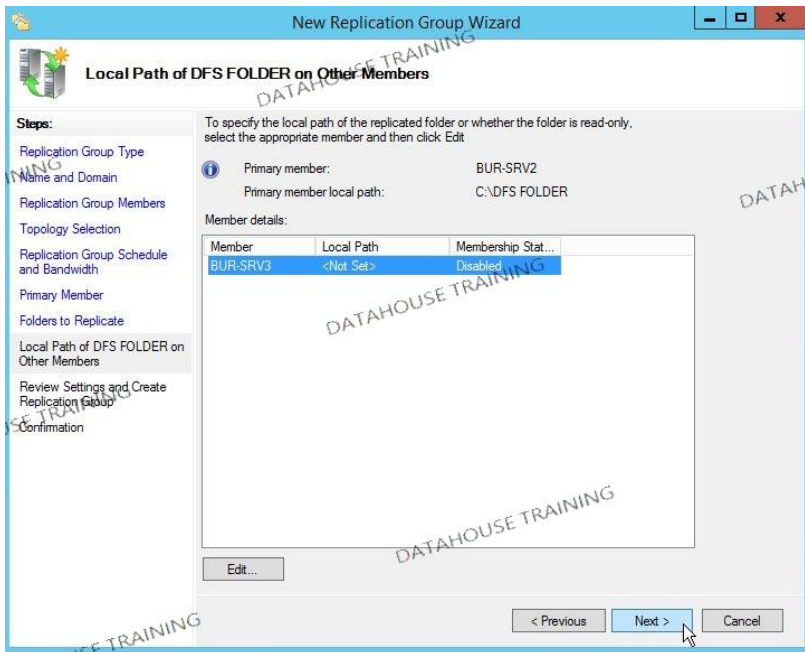 New Replication Group Wizard
Local Path of DFS FOLDER on Other Members
DATAHOUSE TRAINING
Steps:
Replication Group Type
Name and Domain
Replication Group Members
Topology Selection
Replication Group Schedule
and Bandwidth
Primary Member
Folders to Replicate
Local Path of DFS FOLDER on
Other Members
Review Settings and Create
Replication Group
Confirmation
INING
USE TRAINING
SE TRAINING
To specify the local path of the replicated folder or whether the folder is read-only,
select the appropriate member and then click Edit
Primary member: BUR-SRV2
Primary member local path: C:\DFS FOLDER
DATAH
Member details:
Member Local Path Membership Stat...
BUR-SRV3 <Not Set> Disabled
DATAHOUSE TRAINING
DATAHOUSE TRAINING
Edit...
< Previous Next > Cancel